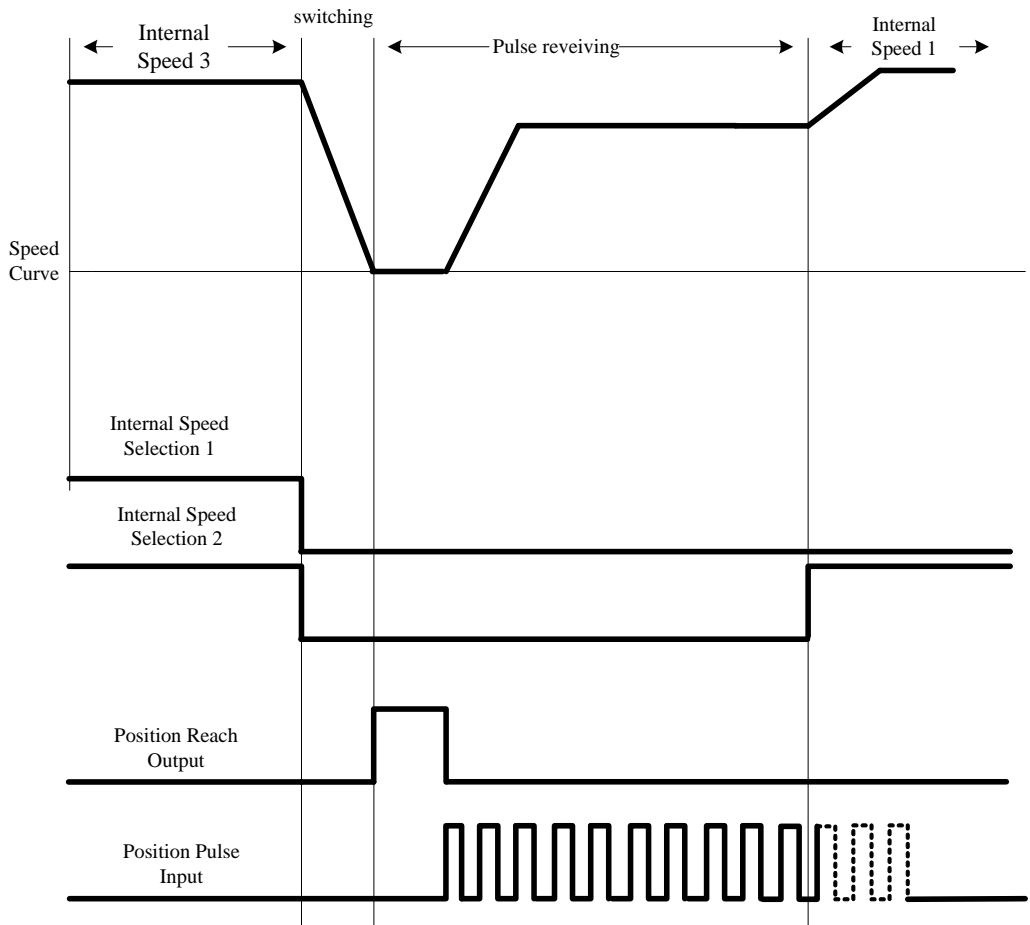 switching
Internal
Speed 3
Pulse reveiving
Internal
Speed 1
Speed
Curve
Internal Speed
Selection 1
Internal Speed
Selection 2
Position Reach
Output
Position Pulse
Input